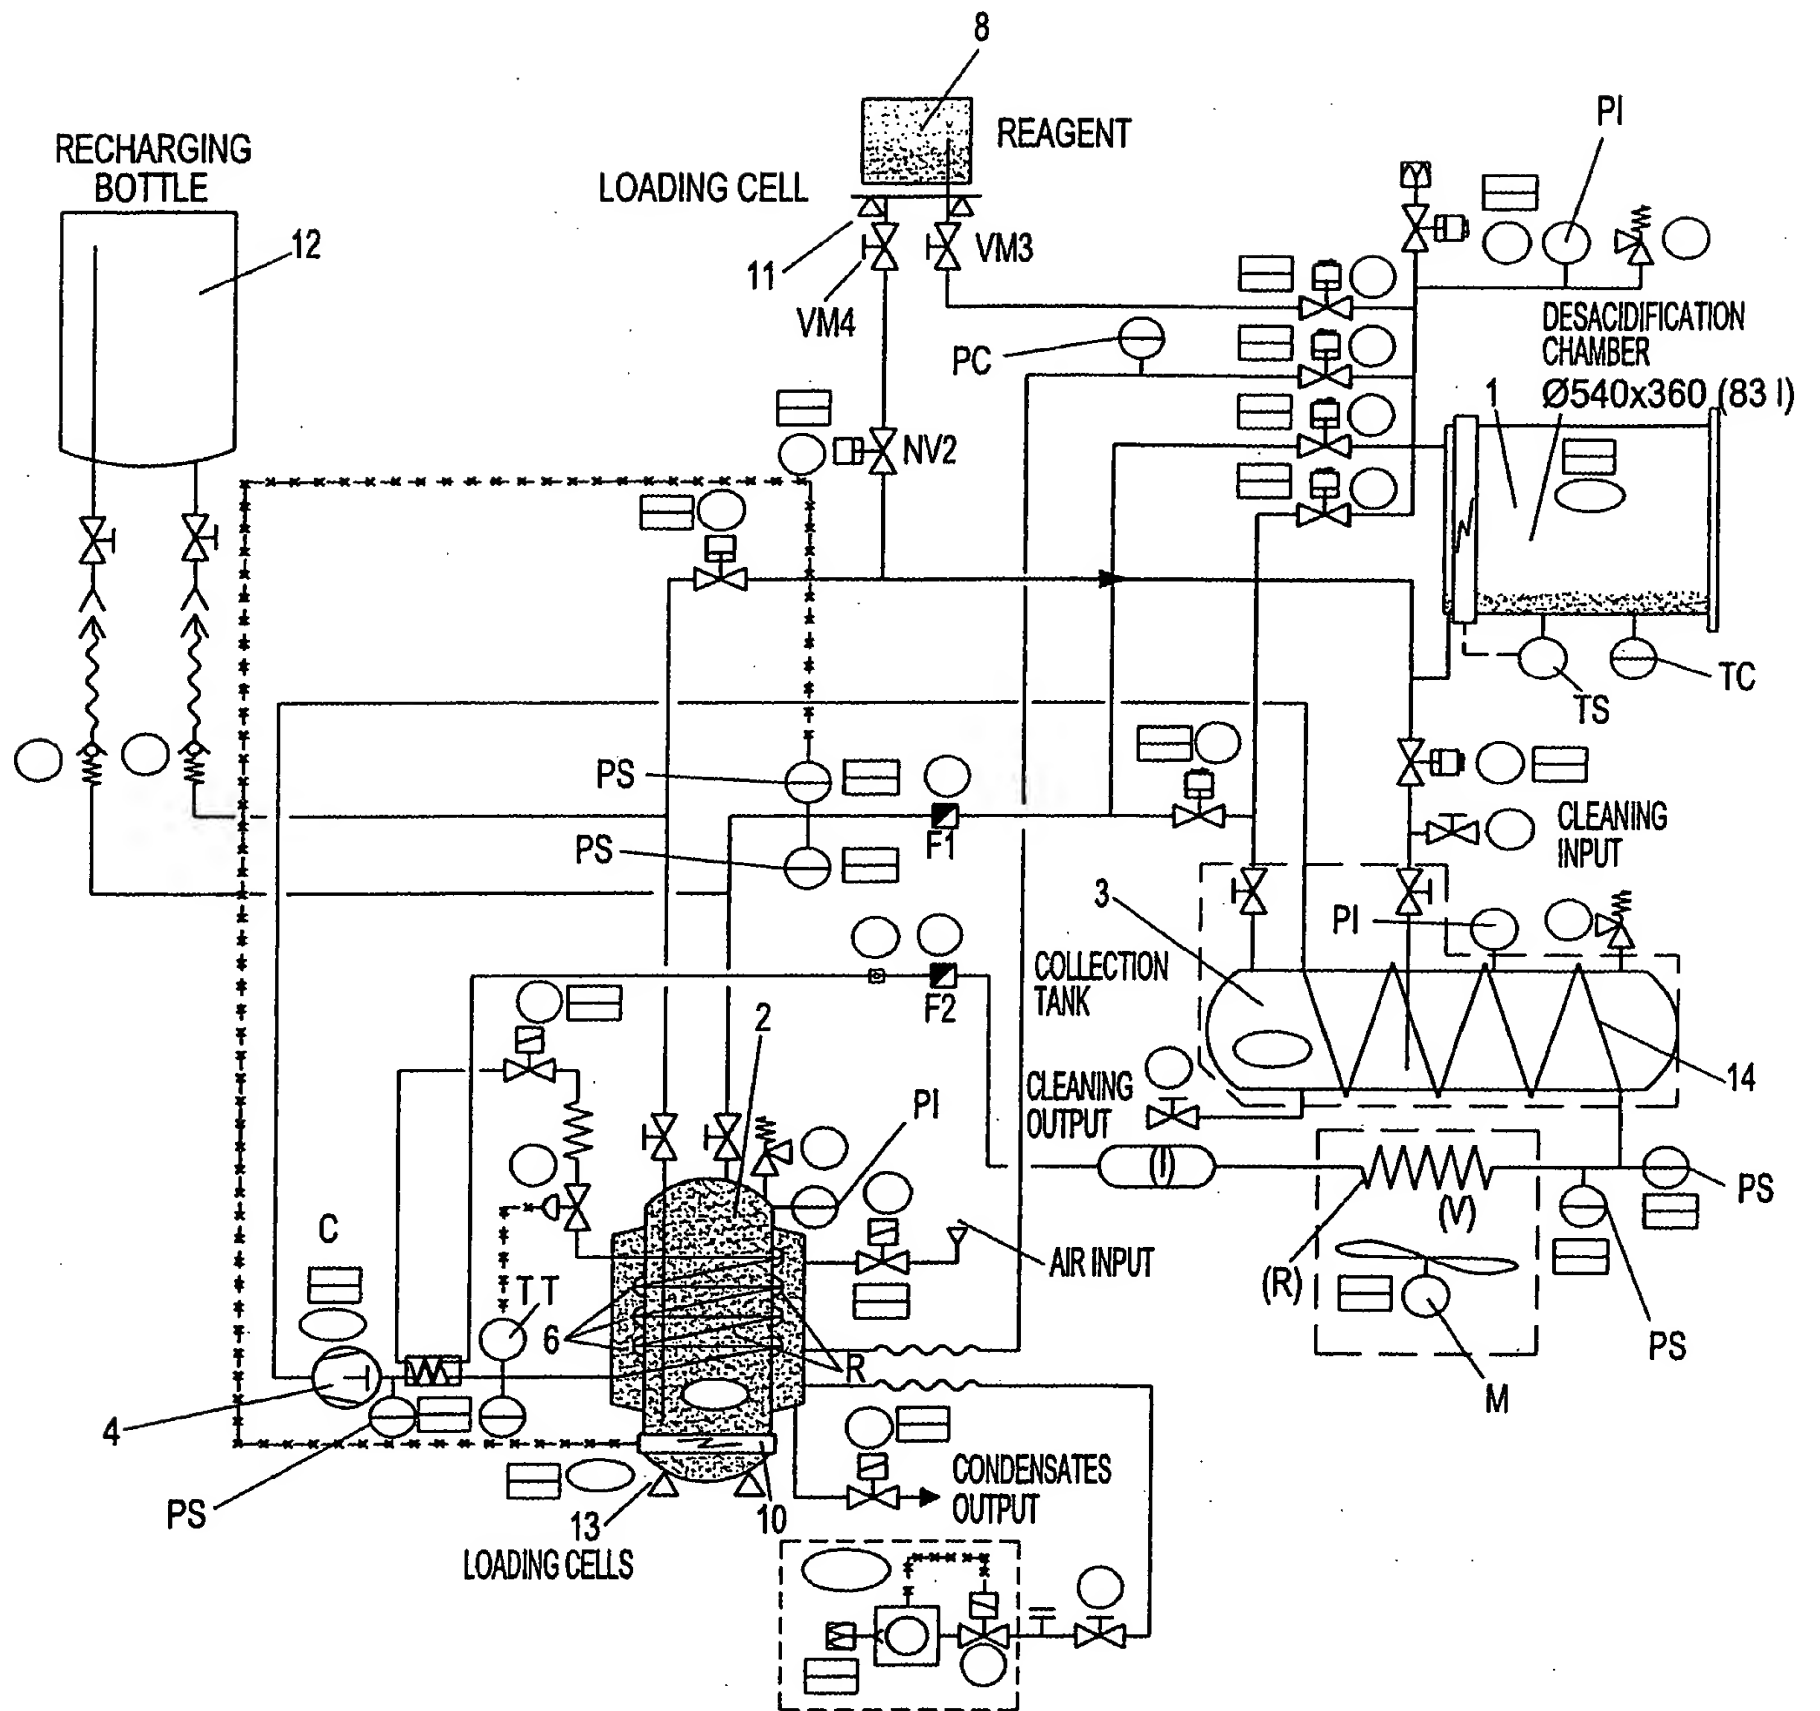 8
RECHARGING
BOTTLE
REAGENT
LOADING CELL
PI
12
11
VM3
VM4
DESACIDIFICATION
CHAMBER
Ø540x360 (83 l)
PC
1
NV2
TC
TS
PS
PS
F1
CLEANING
INPUT
3
PI
COLLECTION
TANK
F2
2
14
CLEANING
OUTPUT
PI
(I)
PS
(V)
C
AIR INPUT
(R)
TT
6
R
PS
M
4
CONDENSATES
OUTPUT
PS
13
10
LOADING CELLS